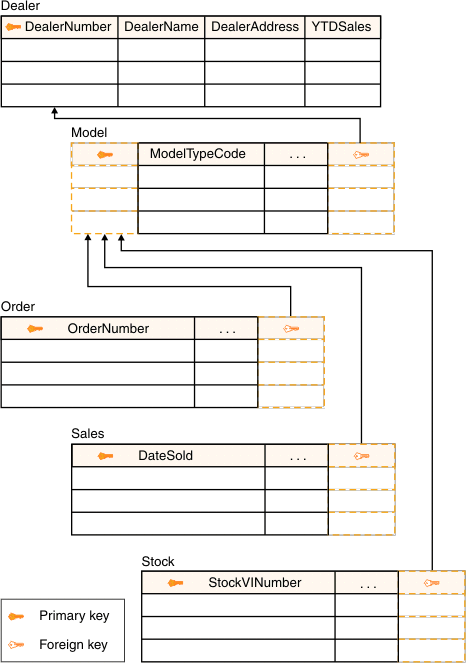 Dealer
DealerNumber DealerName DealerAddress YTDSales
Model
ModelTypeCode ...
Order
OrderNumber ...
Sales
DateSold ...
Stock
StockVINumber ...
Primary key
Foreign key